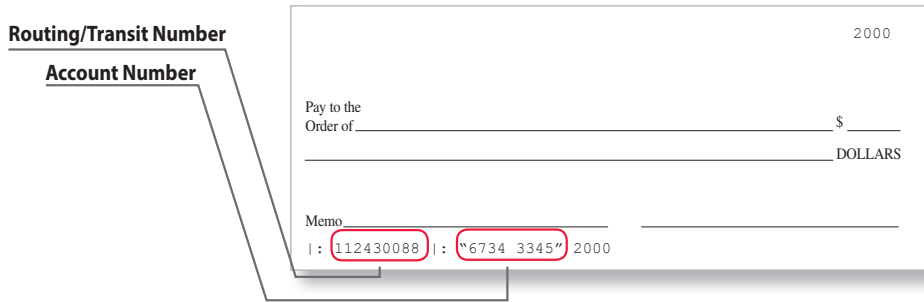 Routing/Transit Number
Account Number
2000
Pay to the
Order of $
DOLLARS
Memo
|: 112430088 |: “6734 3345” 2000